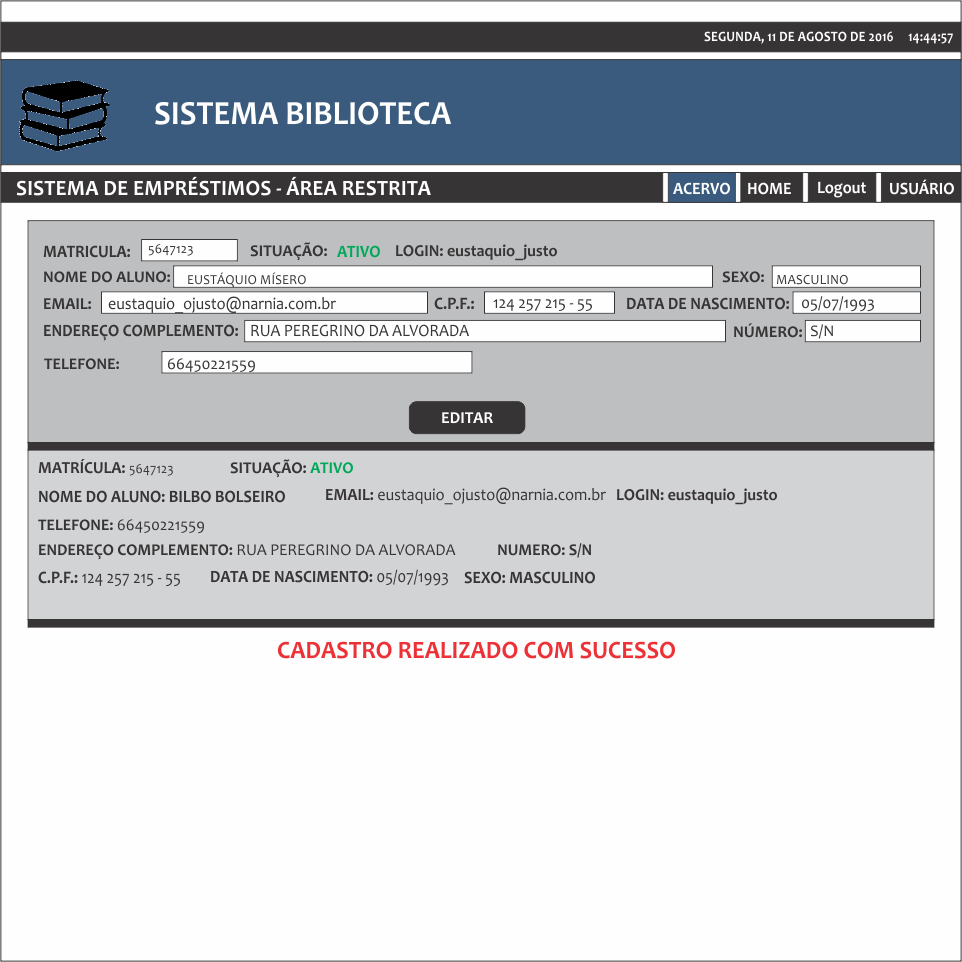 SEGUNDA, 11 DE AGOSTO DE 2016 14:44:57
SISTEMA BIBLIOTECA
SISTEMA DE EMPRÉSTIMOS - ÁREA RESTRITA ACERVO HOME Logout USUÁRIO
MATRICULA: 5647123 SITUAÇÃO: ATIVO LOGIN: eustaquio_justo
NOME DO ALUNO: EUSTÁQUIO MÍSERO SEXO: MASCULINO
EMAIL: eustaquio_ojusto@narnia.com.br C.P.F.: 124 257 215 - 55 DATA DE NASCIMENTO: 05/07/1993
ENDEREÇO COMPLEMENTO: RUA PEREGRINO DA ALVORADA NÚMERO: S/N
TELEFONE: 66450221559
EDITAR
MATRÍCULA: 5647123 SITUAÇÃO: ATIVO
NOME DO ALUNO: BILBO BOLSEIRO EMAIL: eustaquio_ojusto@narnia.com.br LOGIN: eustaquio_justo
TELEFONE: 66450221559
ENDEREÇO COMPLEMENTO: RUA PEREGRINO DA ALVORADA NUMERO: S/N
C.P.F.: 124 257 215 - 55 DATA DE NASCIMENTO: 05/07/1993 SEXO: MASCULINO
CADASTRO REALIZADO COM SUCESSO